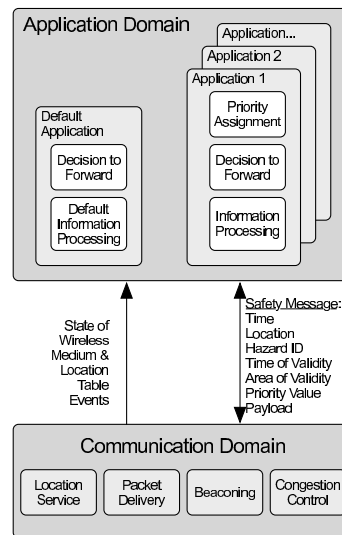 Application Domain
Application...
Application 2
Application 1
Priority
Assignment
Decision to
Forward
Information
Processing
Default
Application
Decision to
Forward
Default
Information
Processing
State of
Wireless
Medium &
Location
Table
Events
Safety Message:
Time
Location
Hazard ID
Time of Validity
Area of Validity
Priority Value
Payload
Communication Domain
Location
Service
Packet
Delivery
Beaconing
Congestion
Control